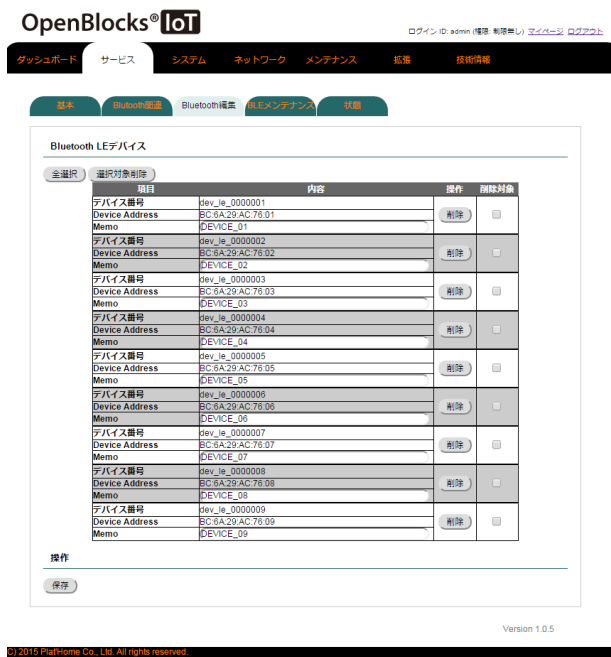 OpenBlocks® IoT
ログイン ID: admin (権限: 制限無し) マイページ ログアウト
ダッシュボード サービス システム ネットワーク メンテナンス 拡張 技術情報
基本 Blutooth関連 Bluetooth編集 BLEメンテナンス 状態
Bluetooth LEデバイス
全選択 選択対象削除
項目 内容 操作 削除対象
デバイス番号 dev_le_0000001
Device Address BC:6A:29:AC:76:01 削除
Memo DEVICE_01
デバイス番号 dev_le_0000002
Device Address BC:6A:29:AC:76:02 削除
Memo DEVICE_02
デバイス番号 dev_le_0000003
Device Address BC:6A:29:AC:76:03 削除
Memo DEVICE_03
デバイス番号 dev_le_0000004
Device Address BC:6A:29:AC:76:04 削除
Memo DEVICE_04
デバイス番号 dev_le_0000005
Device Address BC:6A:29:AC:76:05 削除
Memo DEVICE_05
デバイス番号 dev_le_0000006
Device Address BC:6A:29:AC:76:06 削除
Memo DEVICE_06
デバイス番号 dev_le_0000007
Device Address BC:6A:29:AC:76:07 削除
Memo DEVICE_07
デバイス番号 dev_le_0000008
Device Address BC:6A:29:AC:76:08 削除
Memo DEVICE_08
デバイス番号 dev_le_0000009
Device Address BC:6A:29:AC:76:09 削除
Memo DEVICE_09
操作
保存
Version 1.0.5
C) 2015 Plat'Home Co., Ltd. All rights reserved.